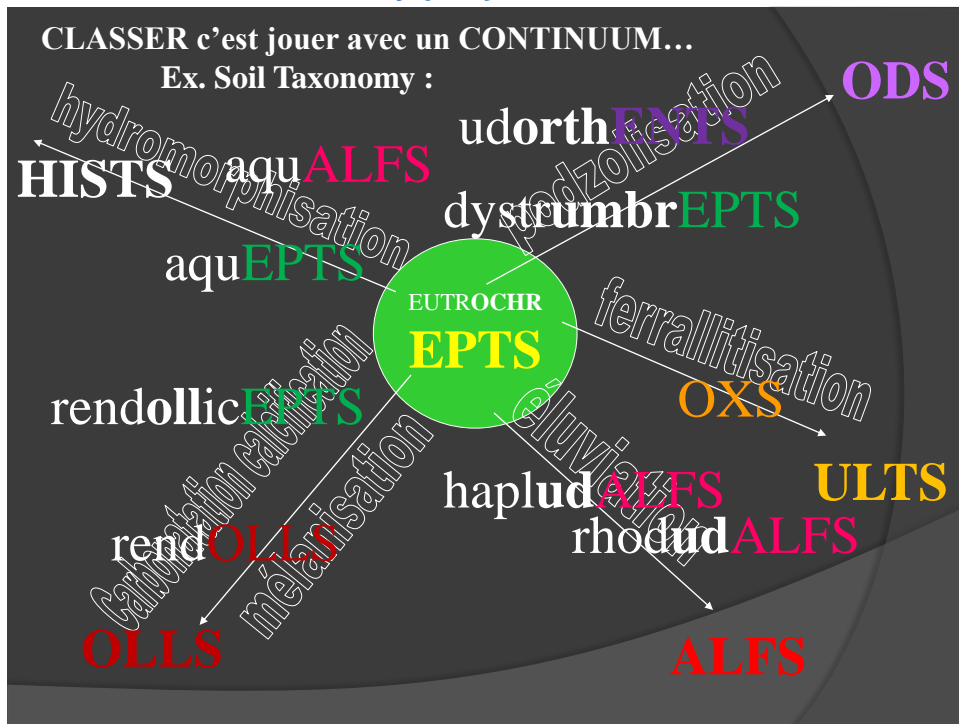 CLASSER c’est jouer avec un CONTINUUM…
Ex. Soil Taxonomy :
ODS
podzolisation
hydromorphisation
udorthENTS
HISTS
aquALFS
dystrumbrEPTS
aquEPTS
EUTROCHR
EPTS
ferrallitisation
OXS
rendollicEPTS
Carbonatation calcification
mélanisation
éluviation
ULTS
hapludALFS
rhodudALFS
rendOLLS
OLLS
ALFS